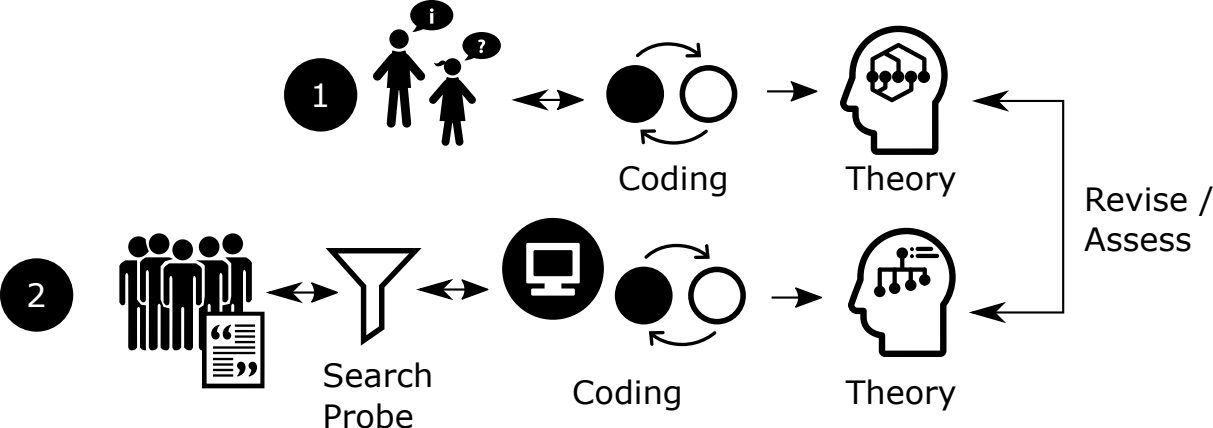 i
?
1
Coding
Theory
Revise /
Assess
2
Search
Probe
Coding
Theory